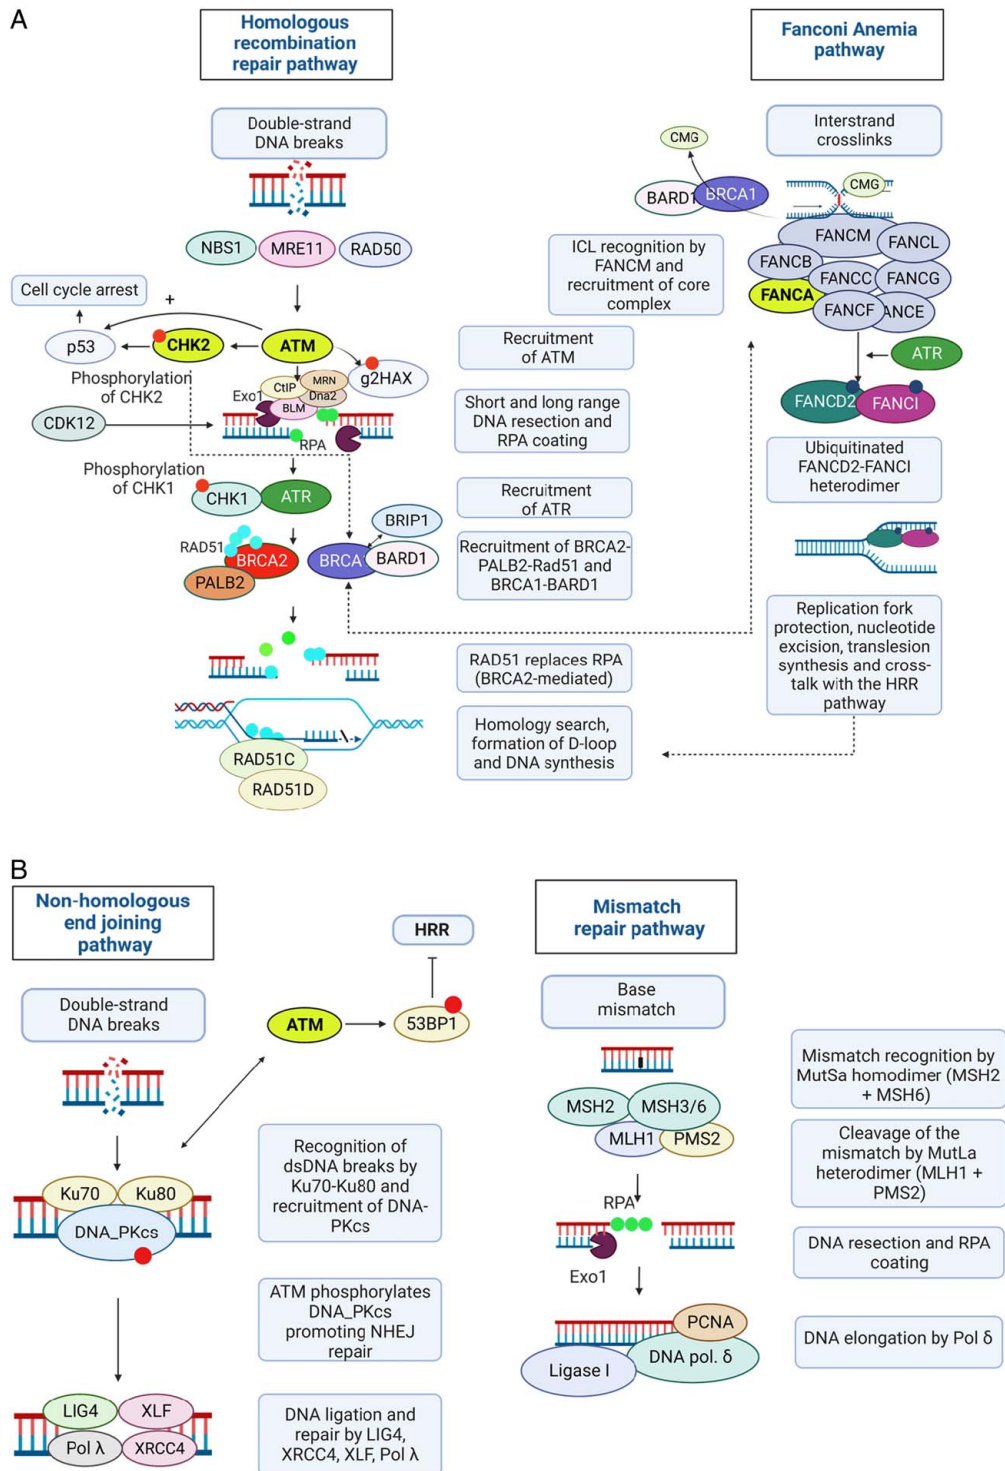 A
Homologous
recombination
repair pathway
Double-strand
DNA breaks
NBS1
MRE11
RAD50
Cell cycle arrest
+
p53
CHK2
ATM
g2HAX
Phosphorylation
of CHK2
CtIP
MRN
Exo1
Dna2
BLM
CDK12
RPA
Phosphorylation
of CHK1
CHK1
ATR
RAD51
BRCA2
PALB2
BRIP1
BRCA
BARD1
RAD51C
RAD51D
Recruitment
of ATM
Short and long range
DNA resection and
RPA coating
Recruitment
of ATR
Recruitment of BRCA2-
PALB2-Rad51 and
BRCA1-BARD1
RAD51 replaces RPA
(BRCA2-mediated)
Homology search,
formation of D-loop
and DNA synthesis
Fanconi Anemia
pathway
Interstrand
crosslinks
CMG
BARD1
BRCA1
CMG
ICL recognition by
FANCM and
recruitment of core
complex
FANCM
FANCL
FANCB
FANCC
FANCG
FANCA
FANCF
ANCE
ATR
FANCD2
FANCI
Ubiquitinated
FANCD2-FANCI
heterodimer
Replication fork
protection, nucleotide
excision, translesion
synthesis and cross-
talk with the HRR
pathway
B
Non-homologous
end joining
pathway
Double-strand
DNA breaks
HRR
ATM
53BP1
Ku70
Ku80
DNA_PKcs
Recognition of
dsDNA breaks by
Ku70-Ku80 and
recruitment of DNA-
PKcs
ATM phosphorylates
DNA_PKcs
promoting NHEJ
repair
LIG4
XLF
Pol λ
XRCC4
DNA ligation and
repair by LIG4,
XRCC4, XLF, Pol λ
Mismatch
repair pathway
Base
mismatch
MSH2
MSH3/6
MLH1
PMS2
RPA
Exo1
PCNA
DNA pol. δ
Ligase I
Mismatch recognition by
MutSa homodimer (MSH2
+ MSH6)
Cleavage of the
mismatch by MutLa
heterodimer (MLH1 +
PMS2)
DNA resection and RPA
coating
DNA elongation by Pol δ